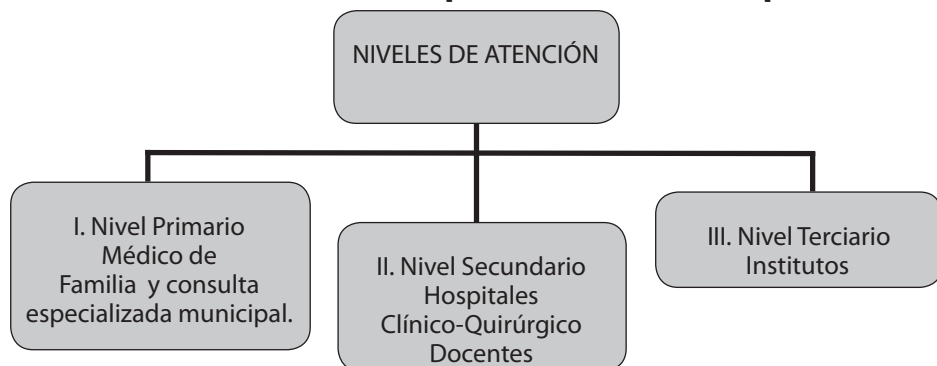 NIVELES DE ATENCIÓN
I. Nivel Primario
Médico de
Familia y consulta
especializada municipal.
II. Nivel Secundario
Hospitales
Clínico-Quirúrgico
Docentes
III. Nivel Terciario
Institutos